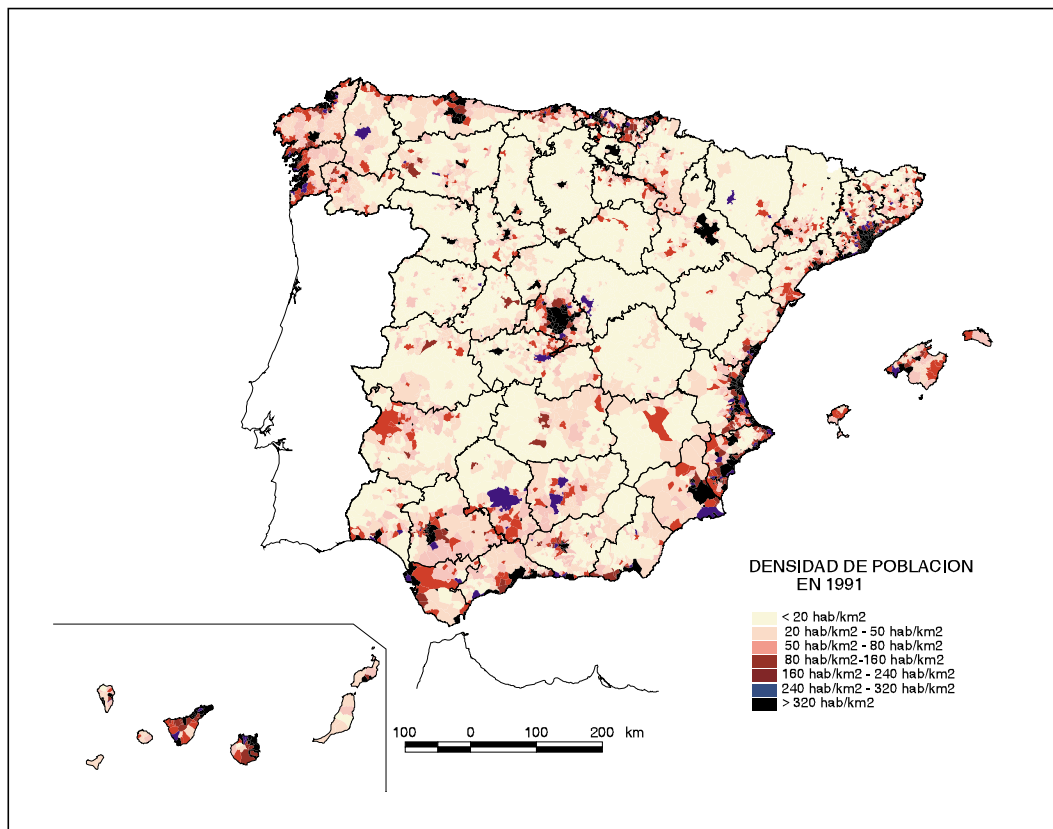 DENSIDAD DE POBLACION
EN 1991
< 20 hab/km2
20 hab/km2 - 50 hab/km2
50 hab/km2 - 80 hab/km2
80 hab/km2-160 hab/km2
160 hab/km2 - 240 hab/km2
240 hab/km2 - 320 hab/km2
> 320 hab/km2
100 0 100 200 km